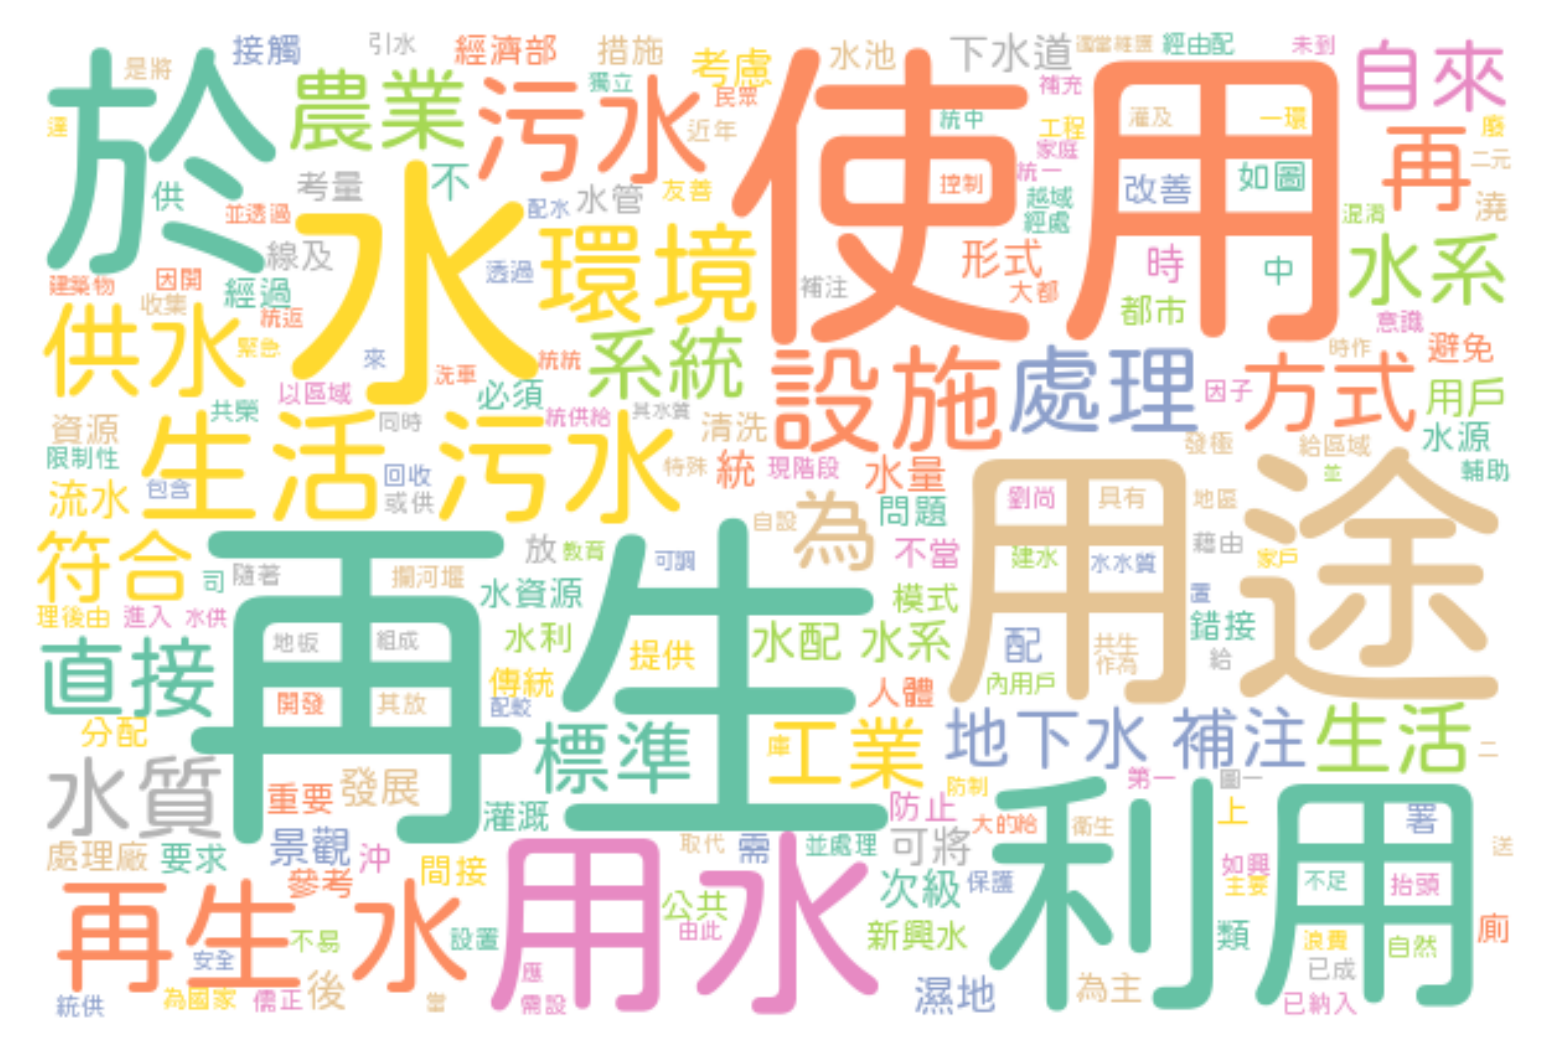 接觸
引水
經濟部
措施
考慮
水池
下水道
經由配
未到
自來
於
是將
農業
污水
獨立
民眾
近年
使用
補充
統中
工程
家庭
統一
灌及
一環
再
廢
二元
供
考量
不
水
配水
水管
友善
控制
越域
經處
改善
如圖
混淆
澆
並透過
線及
環境
透過
形式
大都
時
中
水系
建築物
因開
收集
經過
統返
緊急
補注
都市
意識
供水
來
統統
洗車
系統
設施
處理
方式
時作
避免
以區域
必須
因子
用戶
資源
共榮
同時
統供給
其水質
清洗
水源
限制性
生活污水
回收
或供
特殊
統
現階段
水量
發極
給區域
並
輔助
流水
包含
自設
為
問題
用途
劉尚
具有
地區
符合
司
隨著
再生
攔河堰
放
教育
可調
不當
建水
水水質
藉由
家戶
理後由
進入
水供
水資源
模式
置
錯接
直接
地板
組成
水利
提供
水配
水系
配
共生
作為
給
開發
其放
傳統
配較
人體
內用戶
分配
標準
庫
工業
地下水
補注
生活
二
水質
重要
發展
灌溉
防制
第一
圖一
防止
利用
處理廠
要求
景觀
沖
間接
取代
需
並處理
可將
大的給
衛生
上
署
送
參考
用水
次級
保護
如興
主要
不足
抬頭
再生水
不易
設置
公共
由此
新興水
類
浪費
自然
廁
安全
應
已成
統供
為國家
儒正
後
當
需設
濕地
為主
已納入